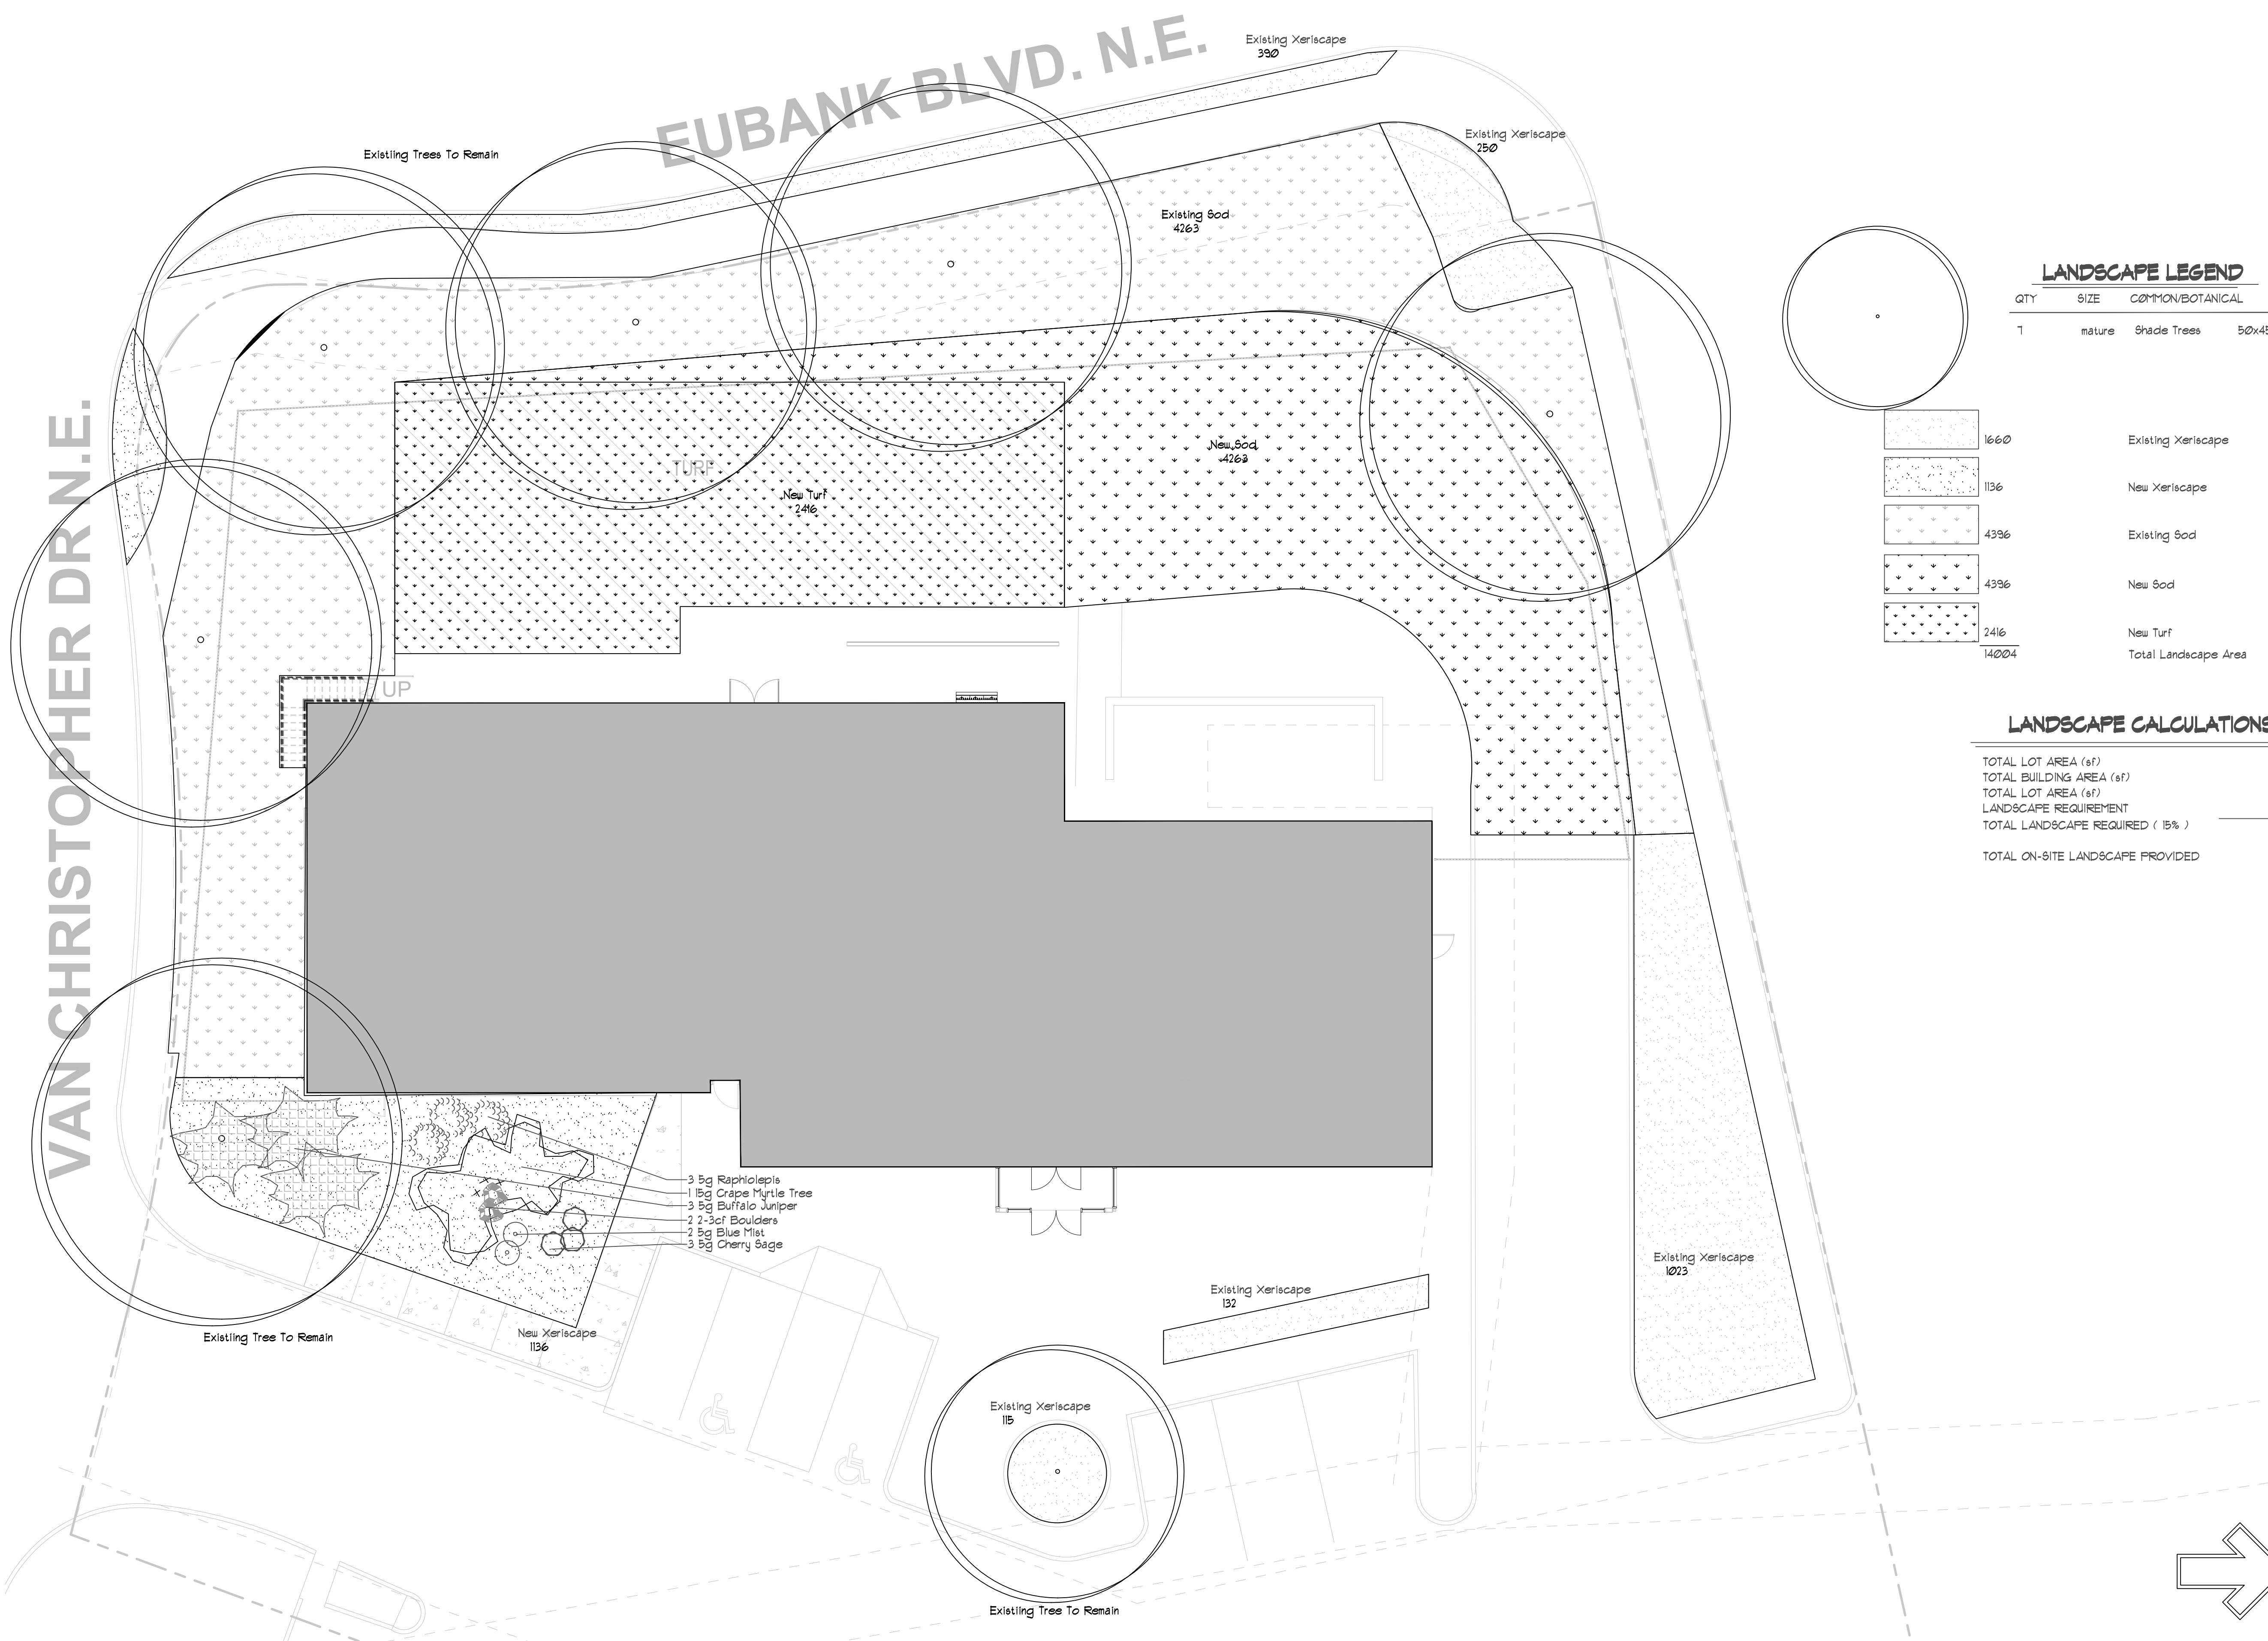 EUBANK BLVD. N.E.
Existing Xeriscape
390
Existing Xeriscape
250
Existiing Trees To Remain
Existing Sod
4263
New Sod
4263
TURF
New Turf
2416
VAN CHRISTOPHER DR N.E.
UP
3 5g Raphiolepis
1 15g Crape Myrtle Tree
3 5g Buffalo Juniper
2 2-3cf Boulders
2 5g Blue Mist
3 5g Cherry Sage
New Xeriscape
1136
Existiing Tree To Remain
Existing Xeriscape
132
Existing Xeriscape
1023
Existing Xeriscape
115
Existiing Tree To Remain
LANDSCAPE LEGEND
QTY SIZE COMMON/BOTANICAL
7 mature Shade Trees 50x45
1660 Existing Xeriscape
1136 New Xeriscape
4396 Existing Sod
4396 New Sod
2416 New Turf
14004 Total Landscape Area
LANDSCAPE CALCULATIONS
TOTAL LOT AREA (sf)
TOTAL BUILDING AREA (sf)
TOTAL LOT AREA (sf)
LANDSCAPE REQUIREMENT
TOTAL LANDSCAPE REQUIRED ( 15% )
TOTAL ON-SITE LANDSCAPE PROVIDED